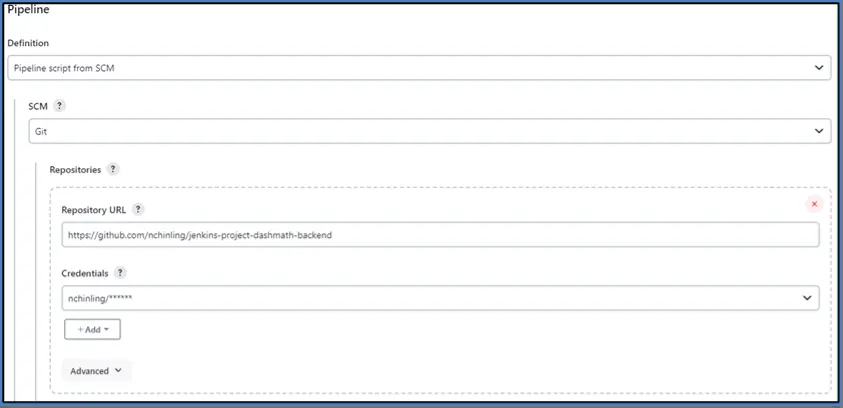 Pipeline
Definition
Pipeline script from SCM
SCM ?
Git
Repositories ?
Repository URL ?
https://github.com/nchinling/jenkins-project-dashmath-backend
Credentials ?
nchinling/******
+ Add
Advanced